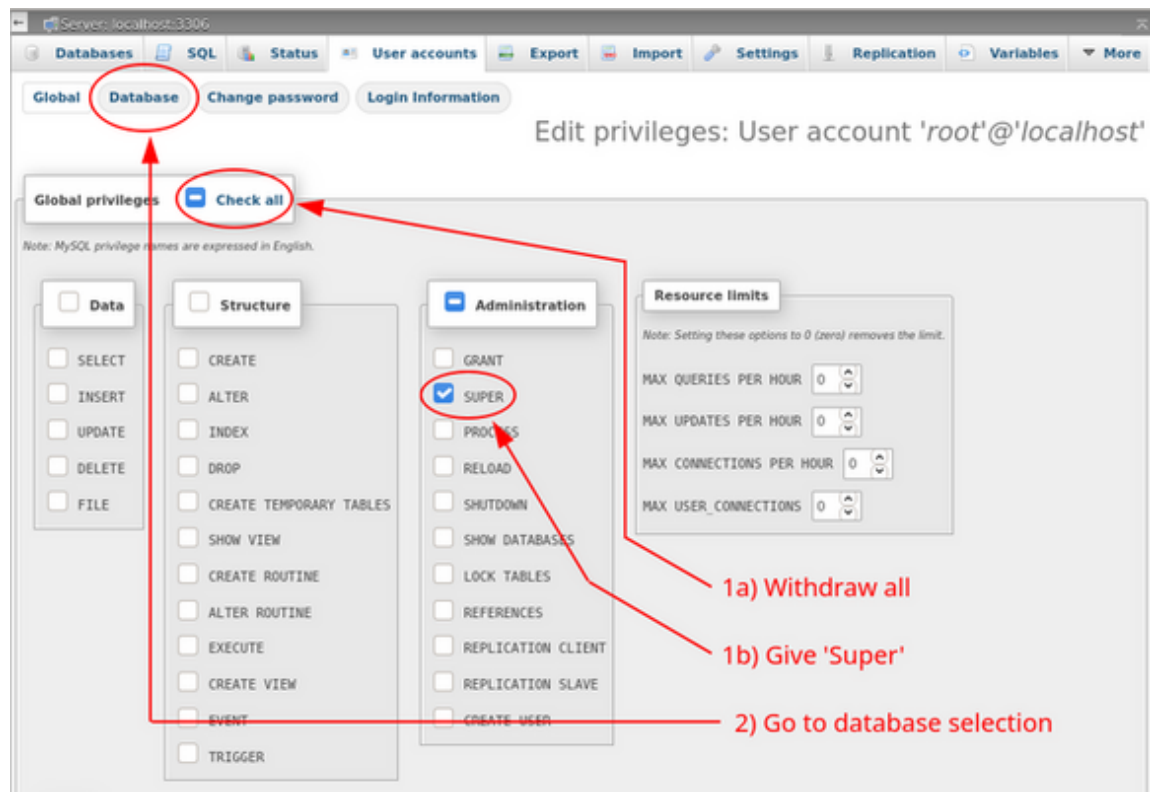 Server: localhost:3306
Databases SQL Status User accounts Export Import Settings Replication Variables More
Global Database Change password Login Information
Edit privileges: User account 'root'@'localhost'
Global privileges Check all
Note: MySQL privilege names are expressed in English.
Data
SELECT
INSERT
UPDATE
DELETE
FILE
Structure
CREATE
ALTER
INDEX
DROP
CREATE TEMPORARY TABLES
SHOW VIEW
CREATE ROUTINE
ALTER ROUTINE
EXECUTE
CREATE VIEW
EVENT
TRIGGER
Administration
GRANT
SUPER
PROCESS
RELOAD
SHUTDOWN
SHOW DATABASES
LOCK TABLES
REFERENCES
REPLICATION CLIENT
REPLICATION SLAVE
CREATE USER
Resource limits
Note: Setting these options to 0 (zero) removes the limit.
MAX QUERIES PER HOUR 0
MAX UPDATES PER HOUR 0
MAX CONNECTIONS PER HOUR 0
MAX USER_CONNECTIONS 0
1a) Withdraw all
1b) Give 'Super'
2) Go to database selection